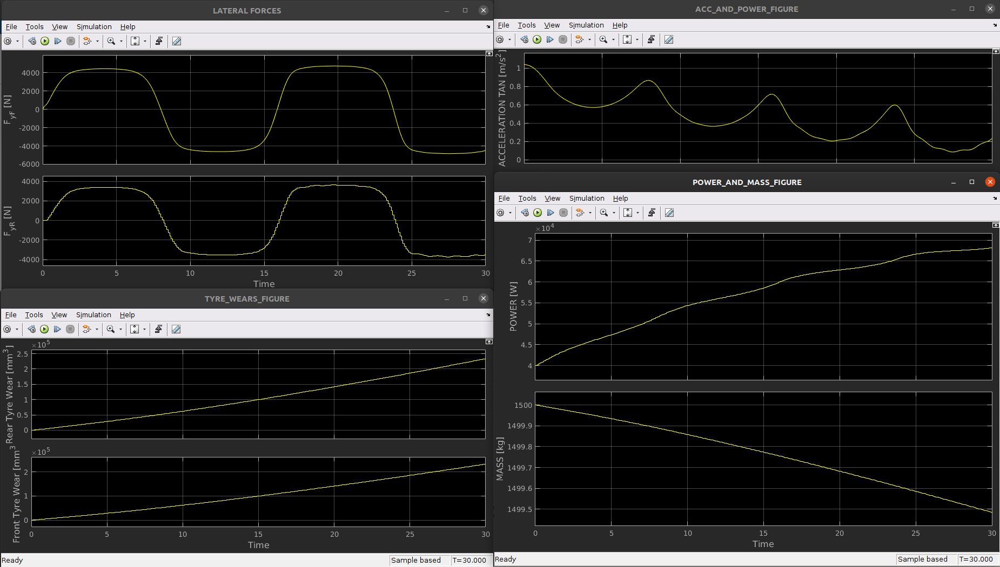 LATERAL FORCES
File Tools View Simulation Help
F_yF [N]
4000
2000
0
-2000
-4000
-6000
F_yR [N]
4000
2000
0
-2000
-4000
0 5 10 15 20 25 30
Time
TYRE_WEARS_FIGURE
File Tools View Simulation Help
×10^5
Rear Tyre Wear [mm^3]
2.5
2
1.5
1
0.5
0
×10^5
Front Tyre Wear [mm^3
2
1
0
0 5 10 15 20 25 30
Time
Ready Sample based T=30.000
ACC_AND_POWER_FIGURE
File Tools View Simulation Help
ACCELERATION TAN [m/s^2]
1
0.8
0.6
0.4
0.2
0
POWER_AND_MASS_FIGURE
File Tools View Simulation Help
×10^4
POWER [W]
7
6.5
6
5.5
5
4.5
4
MASS [kg]
1500
1499.9
1499.8
1499.7
1499.6
1499.5
0 5 10 15 20 25 30
Time
Ready Sample based T=30.000